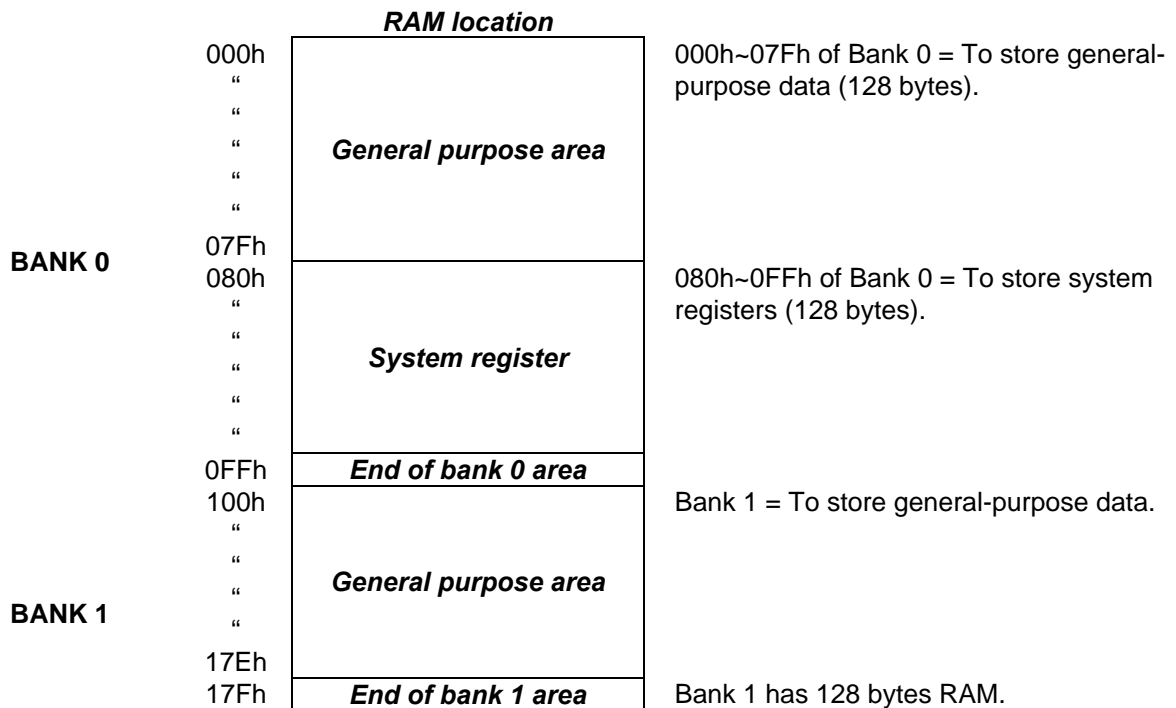 RAM location
000h
“
“
“
“
“
07Fh
General purpose area
000h~07Fh of Bank 0 = To store general-
purpose data (128 bytes).
BANK 0
080h
“
“
“
“
“
System register
080h~0FFh of Bank 0 = To store system
registers (128 bytes).
0FFh End of bank 0 area
100h
“
“
“
“
17Eh
General purpose area
Bank 1 = To store general-purpose data.
BANK 1
17Fh End of bank 1 area Bank 1 has 128 bytes RAM.